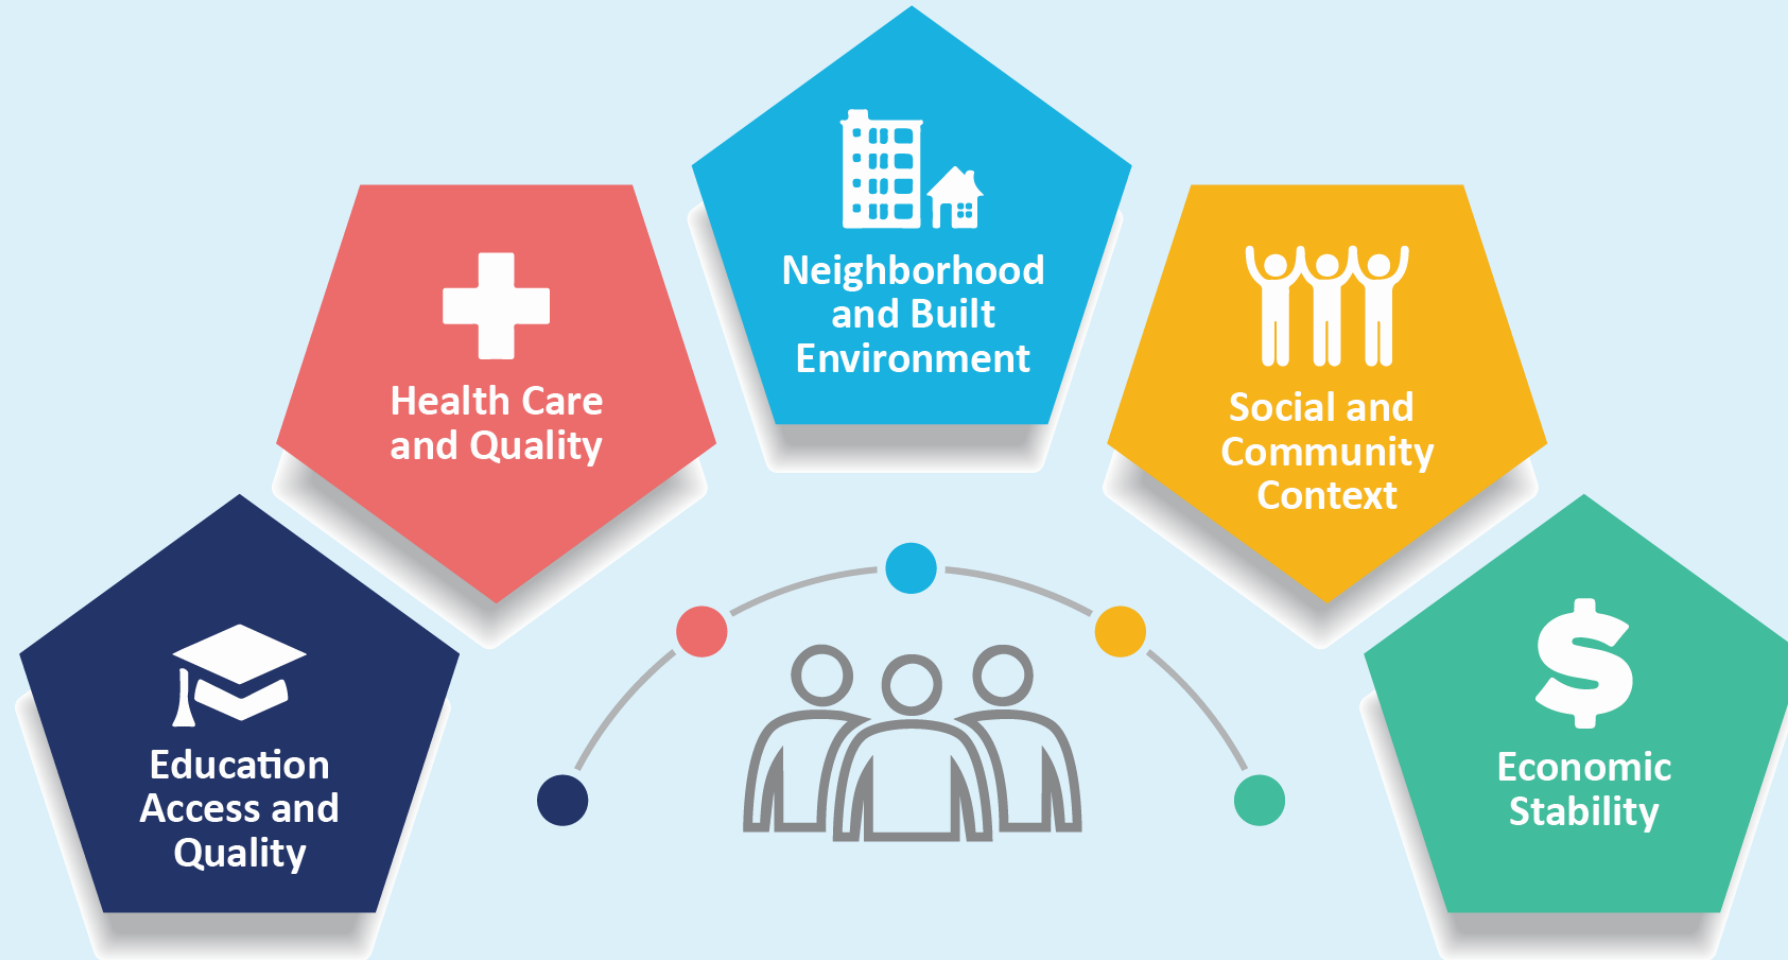 Neighborhood
and Built
Environment
Health Care
and Quality
Social and
Community
Context
Education
Access and
Quality
Economic
Stability